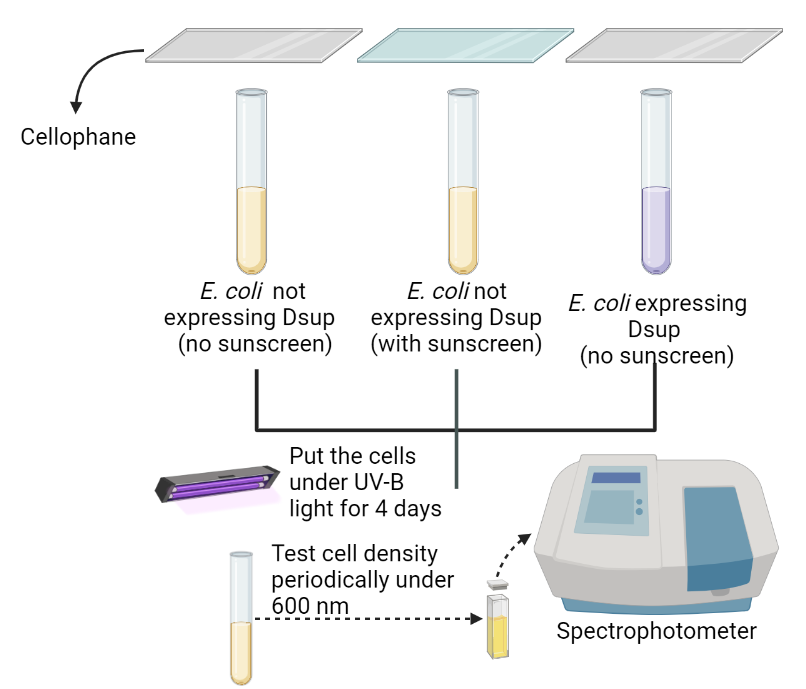 Cellophane
E. coli not
expressing Dsup
(no sunscreen)
E. coli not
expressing Dsup
(with sunscreen)
E. coli expressing
Dsup
(no sunscreen)
Put the cells
under UV-B
light for 4 days
Test cell density
periodically under
600 nm
Spectrophotometer